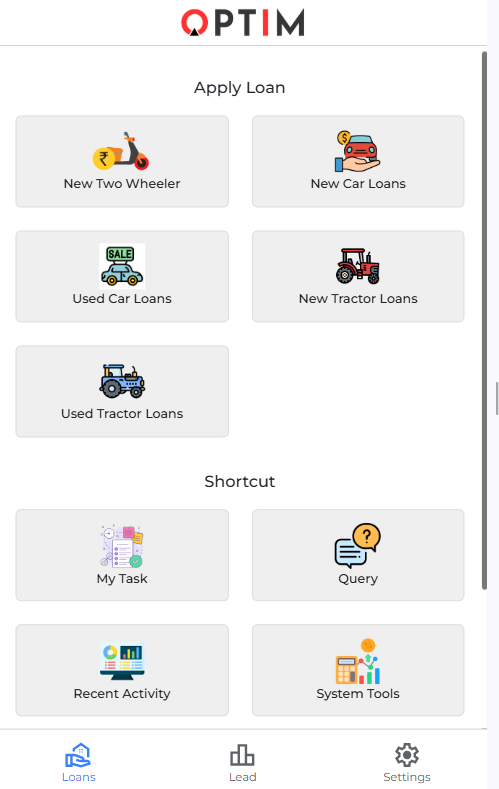 OPTIM
Apply Loan
New Two Wheeler
New Car Loans
SALE
Used Car Loans
New Tractor Loans
Used Tractor Loans
Shortcut
My Task
Query
Recent Activity
System Tools
Loans
Lead
Settings